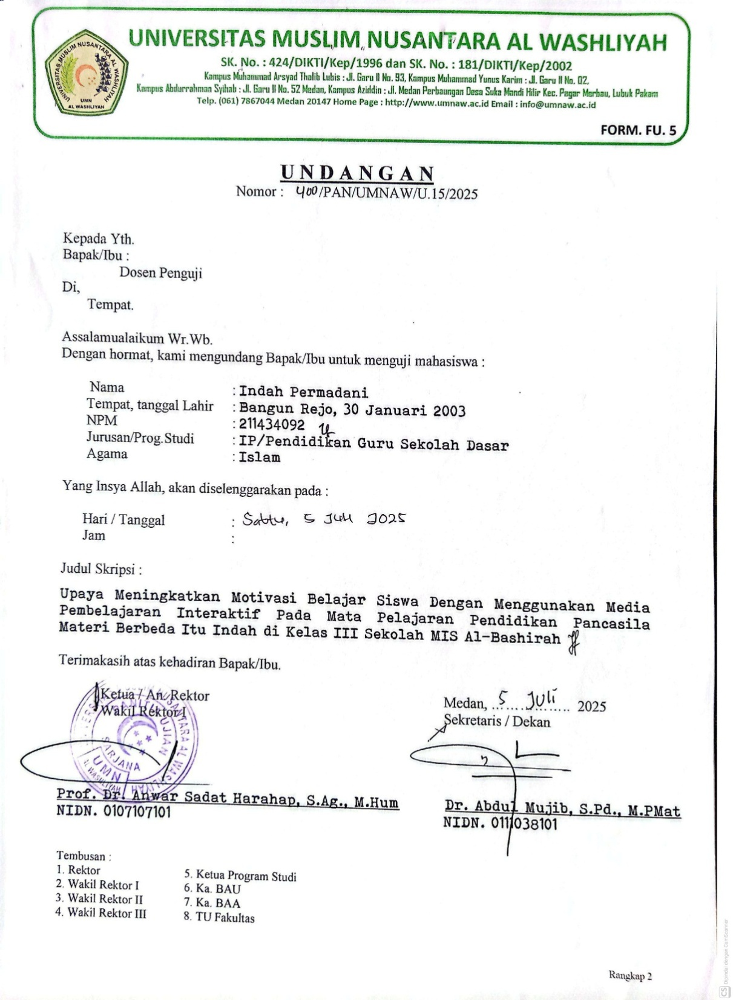 UNIVERSITAS MUSLIM NUSANTARA AL WASHLIYAH
SK. No. : 424/DIKTI/Kep/1996 dan SK. No. : 181/DIKTI/Kep/2002
Kampus Muhammad Arsyad Thalib Lubis : Jl. Garu II No. 93, Kampus Muhammad Yunus Karim : Jl. Garu II No. 02,
Kampus Abdurrahman Syihab : Jl. Garu II No. 52 Medan, Kampus Aziddin : Jl. Medan Perbaungan Desa Suka Mandi Hilir Kec. Pagar Merbau, Lubuk Pakam
Telp. (061) 7867044 Medan 20147 Home Page : http://www.umnaw.ac.id Email : info@umnaw.ac.id
UNIVERSITAS MUSLIM NUSANTARA AL WASHLIYAH
UMN
AL WASHLIYAH
FORM. FU. 5
UNDANGAN
Nomor : 400/PAN/UMNAW/U.15/2025
Kepada Yth.
Bapak/Ibu :
Dosen Penguji
Di,
Tempat.
Assalamualaikum Wr.Wb.
Dengan hormat, kami mengundang Bapak/Ibu untuk menguji mahasiswa :
Nama : Indah Permadani
Tempat, tanggal Lahir : Bangun Rejo, 30 Januari 2003
NPM : 211434092
Jurusan/Prog.Studi : IP/Pendidikan Guru Sekolah Dasar
Agama : Islam
Yang Insya Allah, akan diselenggarakan pada :
Hari / Tanggal : Sabtu, 5 Juli 2025
Jam :
Judul Skripsi :
Upaya Meningkatkan Motivasi Belajar Siswa Dengan Menggunakan Media
Pembelajaran Interaktif Pada Mata Pelajaran Pendidikan Pancasila
Materi Berbeda Itu Indah di Kelas III Sekolah MIS Al-Bashirah
Terimakasih atas kehadiran Bapak/Ibu.
Ketua / An. Rektor
Wakil Rektor I
Medan, 5 Juli 2025
Sekretaris / Dekan
SARJANA
UMN
AL WASHLIYAH
Prof. Dr. Anwar Sadat Harahap, S.Ag., M.Hum
NIDN. 0107107101
Dr. Abdul Mujib, S.Pd., M.PMat
NIDN. 0111038101
Tembusan :
1. Rektor
2. Wakil Rektor I
3. Wakil Rektor II
4. Wakil Rektor III
5. Ketua Program Studi
6. Ka. BAU
7. Ka. BAA
8. TU Fakultas
Rangkap 2
CS Dipindai dengan CamScanner